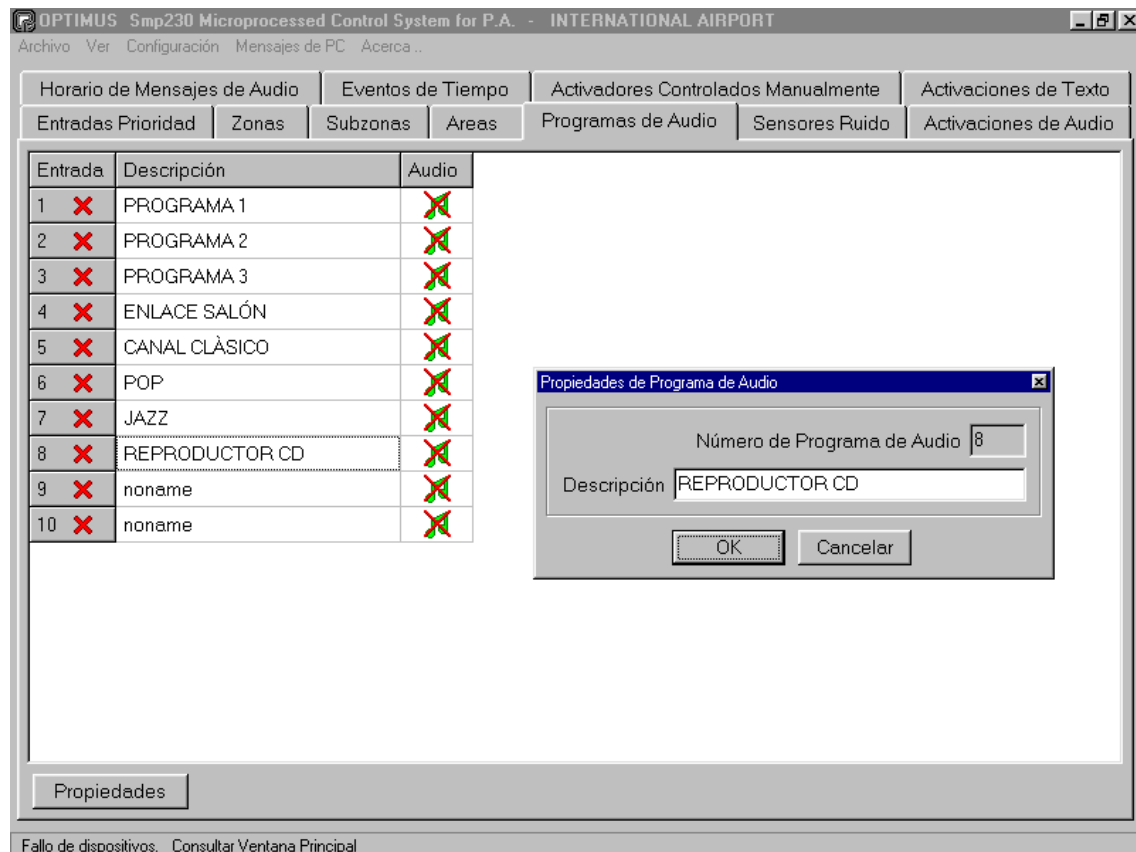 OPTIMUS Smp230 Microprocessed Control System for P.A. - INTERNATIONAL AIRPORT
Archivo Ver Configuración Mensajes de PC Acerca ..
Horario de Mensajes de Audio Eventos de Tiempo Activadores Controlados Manualmente Activaciones de Texto
Entradas Prioridad Zonas Subzonas Areas Programas de Audio Sensores Ruido Activaciones de Audio
Entrada Descripción Audio
1 PROGRAMA 1
2 PROGRAMA 2
3 PROGRAMA 3
4 ENLACE SALÓN
5 CANAL CLÀSICO
6 POP
7 JAZZ
8 REPRODUCTOR CD
9 noname
10 noname
Propiedades de Programa de Audio
Número de Programa de Audio 8
Descripción REPRODUCTOR CD
OK Cancelar
Propiedades
Fallo de dispositivos. Consultar Ventana Principal